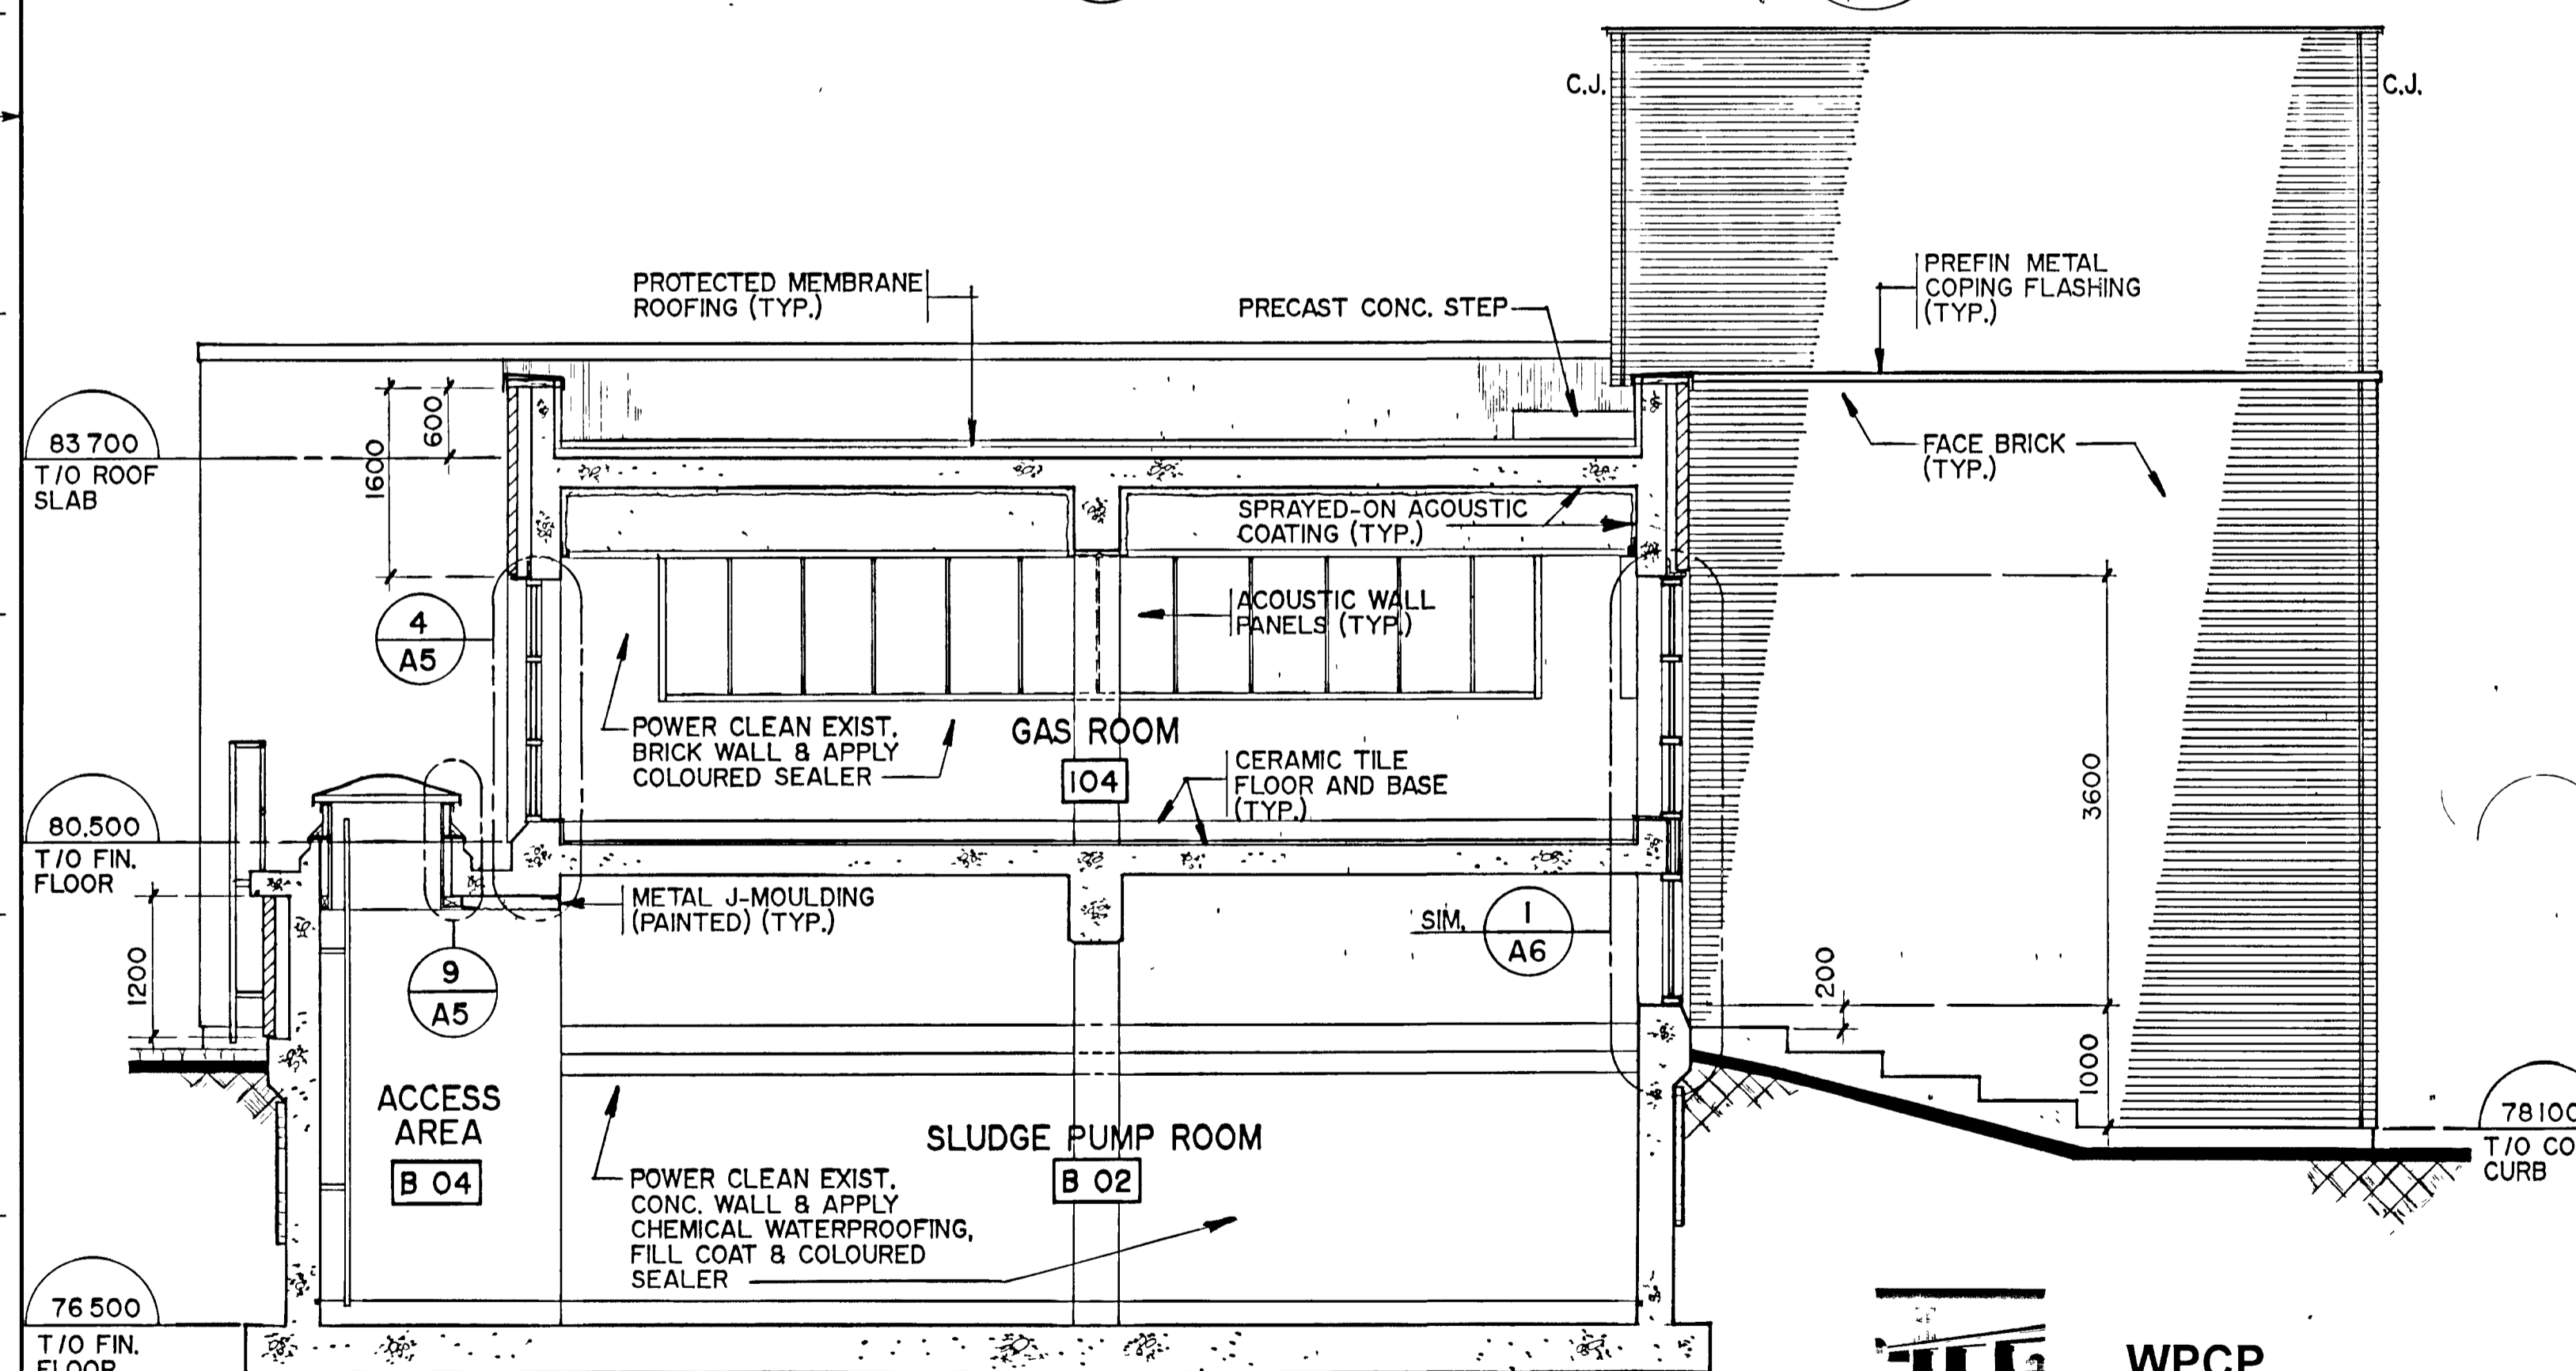 C.J.
C.J.
PROTECTED MEMBRANE
ROOFING (TYP.)
PRECAST CONC. STEP
PREFIN METAL
COPING FLASHING
(TYP.)
83 700
T/O ROOF
SLAB
1600
600
FACE BRICK
(TYP.)
SPRAYED-ON ACOUSTIC
COATING (TYP.)
4
A5
ACOUSTIC WALL
PANELS (TYP.)
POWER CLEAN EXIST.
BRICK WALL & APPLY
COLOURED SEALER
GAS ROOM
104
CERAMIC TILE
FLOOR AND BASE
(TYP.)
3600
80,500
T/O FIN.
FLOOR
METAL J-MOULDING
(PAINTED) (TYP.)
SIM.
1
A6
1200
9
A5
200
1000
ACCESS
AREA
B 04
SLUDGE PUMP ROOM
B 02
78100
T/O CO
CURB
POWER CLEAN EXIST.
CONC. WALL & APPLY
CHEMICAL WATERPROOFING,
FILL COAT & COLOURED
SEALER
76 500
T/O FIN.
FLOOR
WPCP